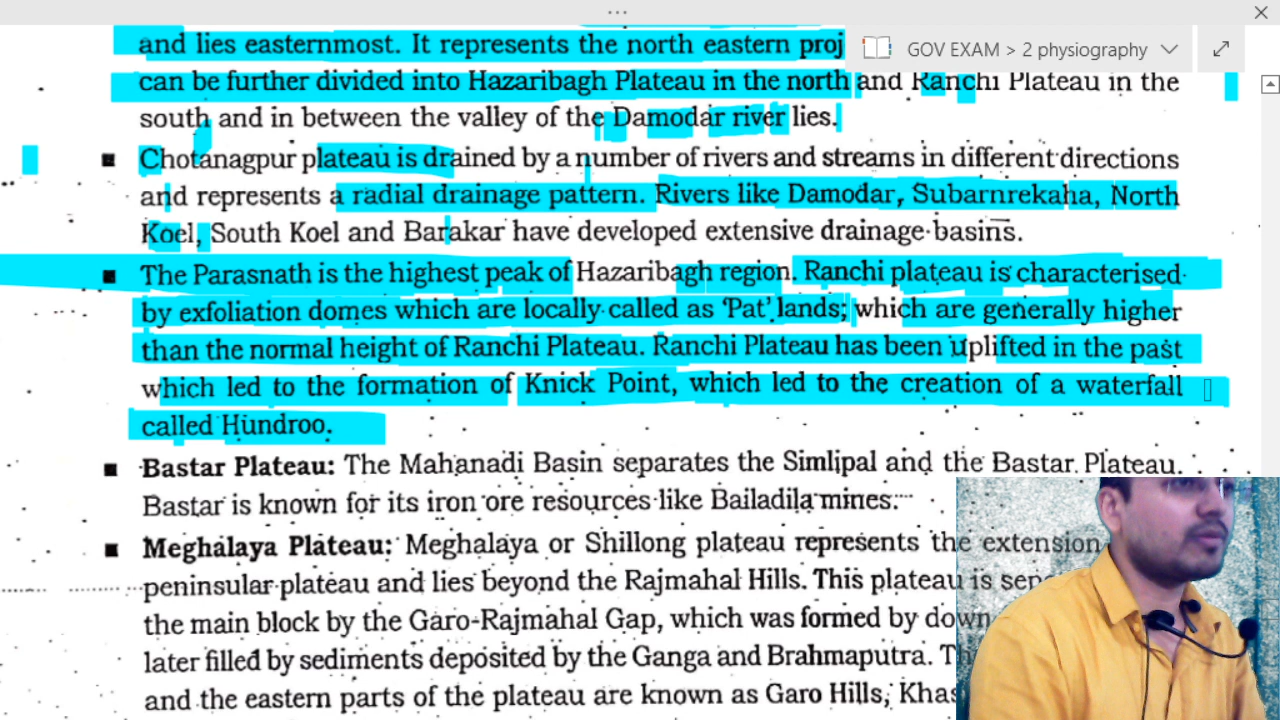 and lies easternmost. It represents the north eastern proj
GOV EXAM > 2 physiography
can be further divided into Hazaribagh Plateau in the north and Ranchi Plateau in the
south and in between the valley of the Damodar river lies.
■ Chotanagpur plateau is drained by a number of rivers and streams in different directions
and represents a radial drainage pattern. Rivers like Damodar, Subarnrekaha, North
Koel, South Koel and Barakar have developed extensive drainage basins.
■ The Parasnath is the highest peak of Hazaribagh region. Ranchi plateau is characterised
by exfoliation domes which are locally called as 'Pat' lands; which are generally higher
than the normal height of Ranchi Plateau. Ranchi Plateau has been uplifted in the past
which led to the formation of Knick Point, which led to the creation of a waterfall
called Hundroo.
■ Bastar Plateau: The Mahanadi Basin separates the Simlipal and the Bastar Plateau.
Bastar is known for its iron ore resources like Bailadila mines.
■ Meghalaya Plateau: Meghalaya or Shillong plateau represents the extension
peninsular plateau and lies beyond the Rajmahal Hills. This plateau is sep
the main block by the Garo-Rajmahal Gap, which was formed by down
later filled by sediments deposited by the Ganga and Brahmaputra. T
and the eastern parts of the plateau are known as Garo Hills, Khas